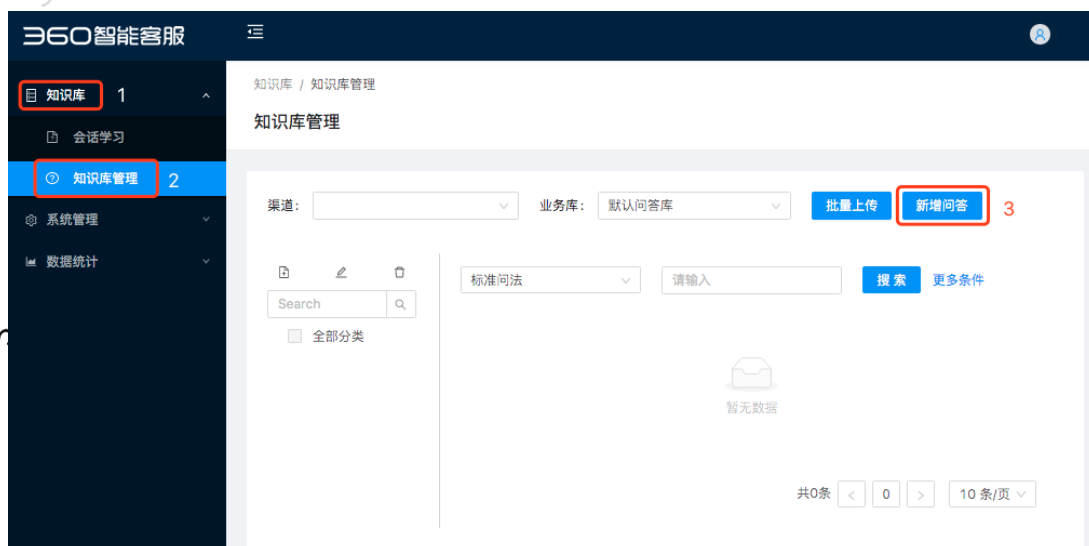 360智能客服
知识库 1
会话学习
知识库管理 2
系统管理
数据统计
知识库 / 知识库管理
知识库管理
渠道: 业务库: 默认问答库 批量上传 新增问答 3
标准问法 请输入 搜 索 更多条件
Search
全部分类
暂无数据
共0条 < 0 > 10 条/页